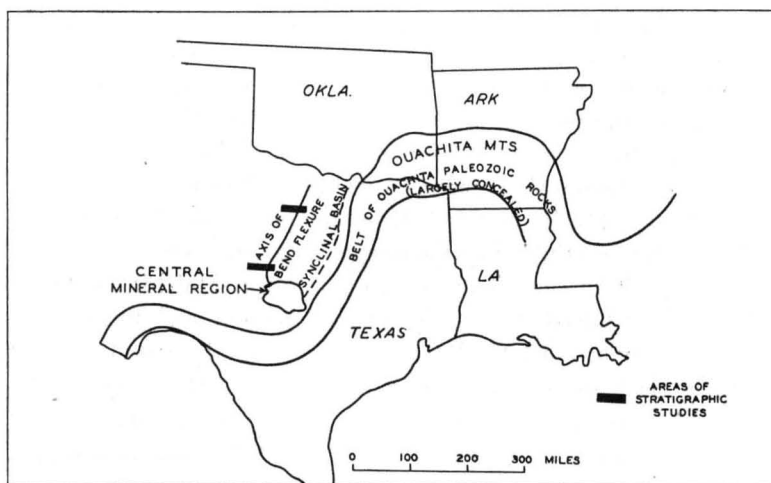 OKLA.
ARK
OUACHITA MTS
BELT OF OUACHITA PALEOZOIC ROCKS
(LARGELY CONCEALED)
AXIS OF
BEND FLEXURE
SYNCLINAL BASIN
CENTRAL
MINERAL REGION
LA
TEXAS
AREAS OF
STRATIGRAPHIC
STUDIES
0 100 200 300 MILES